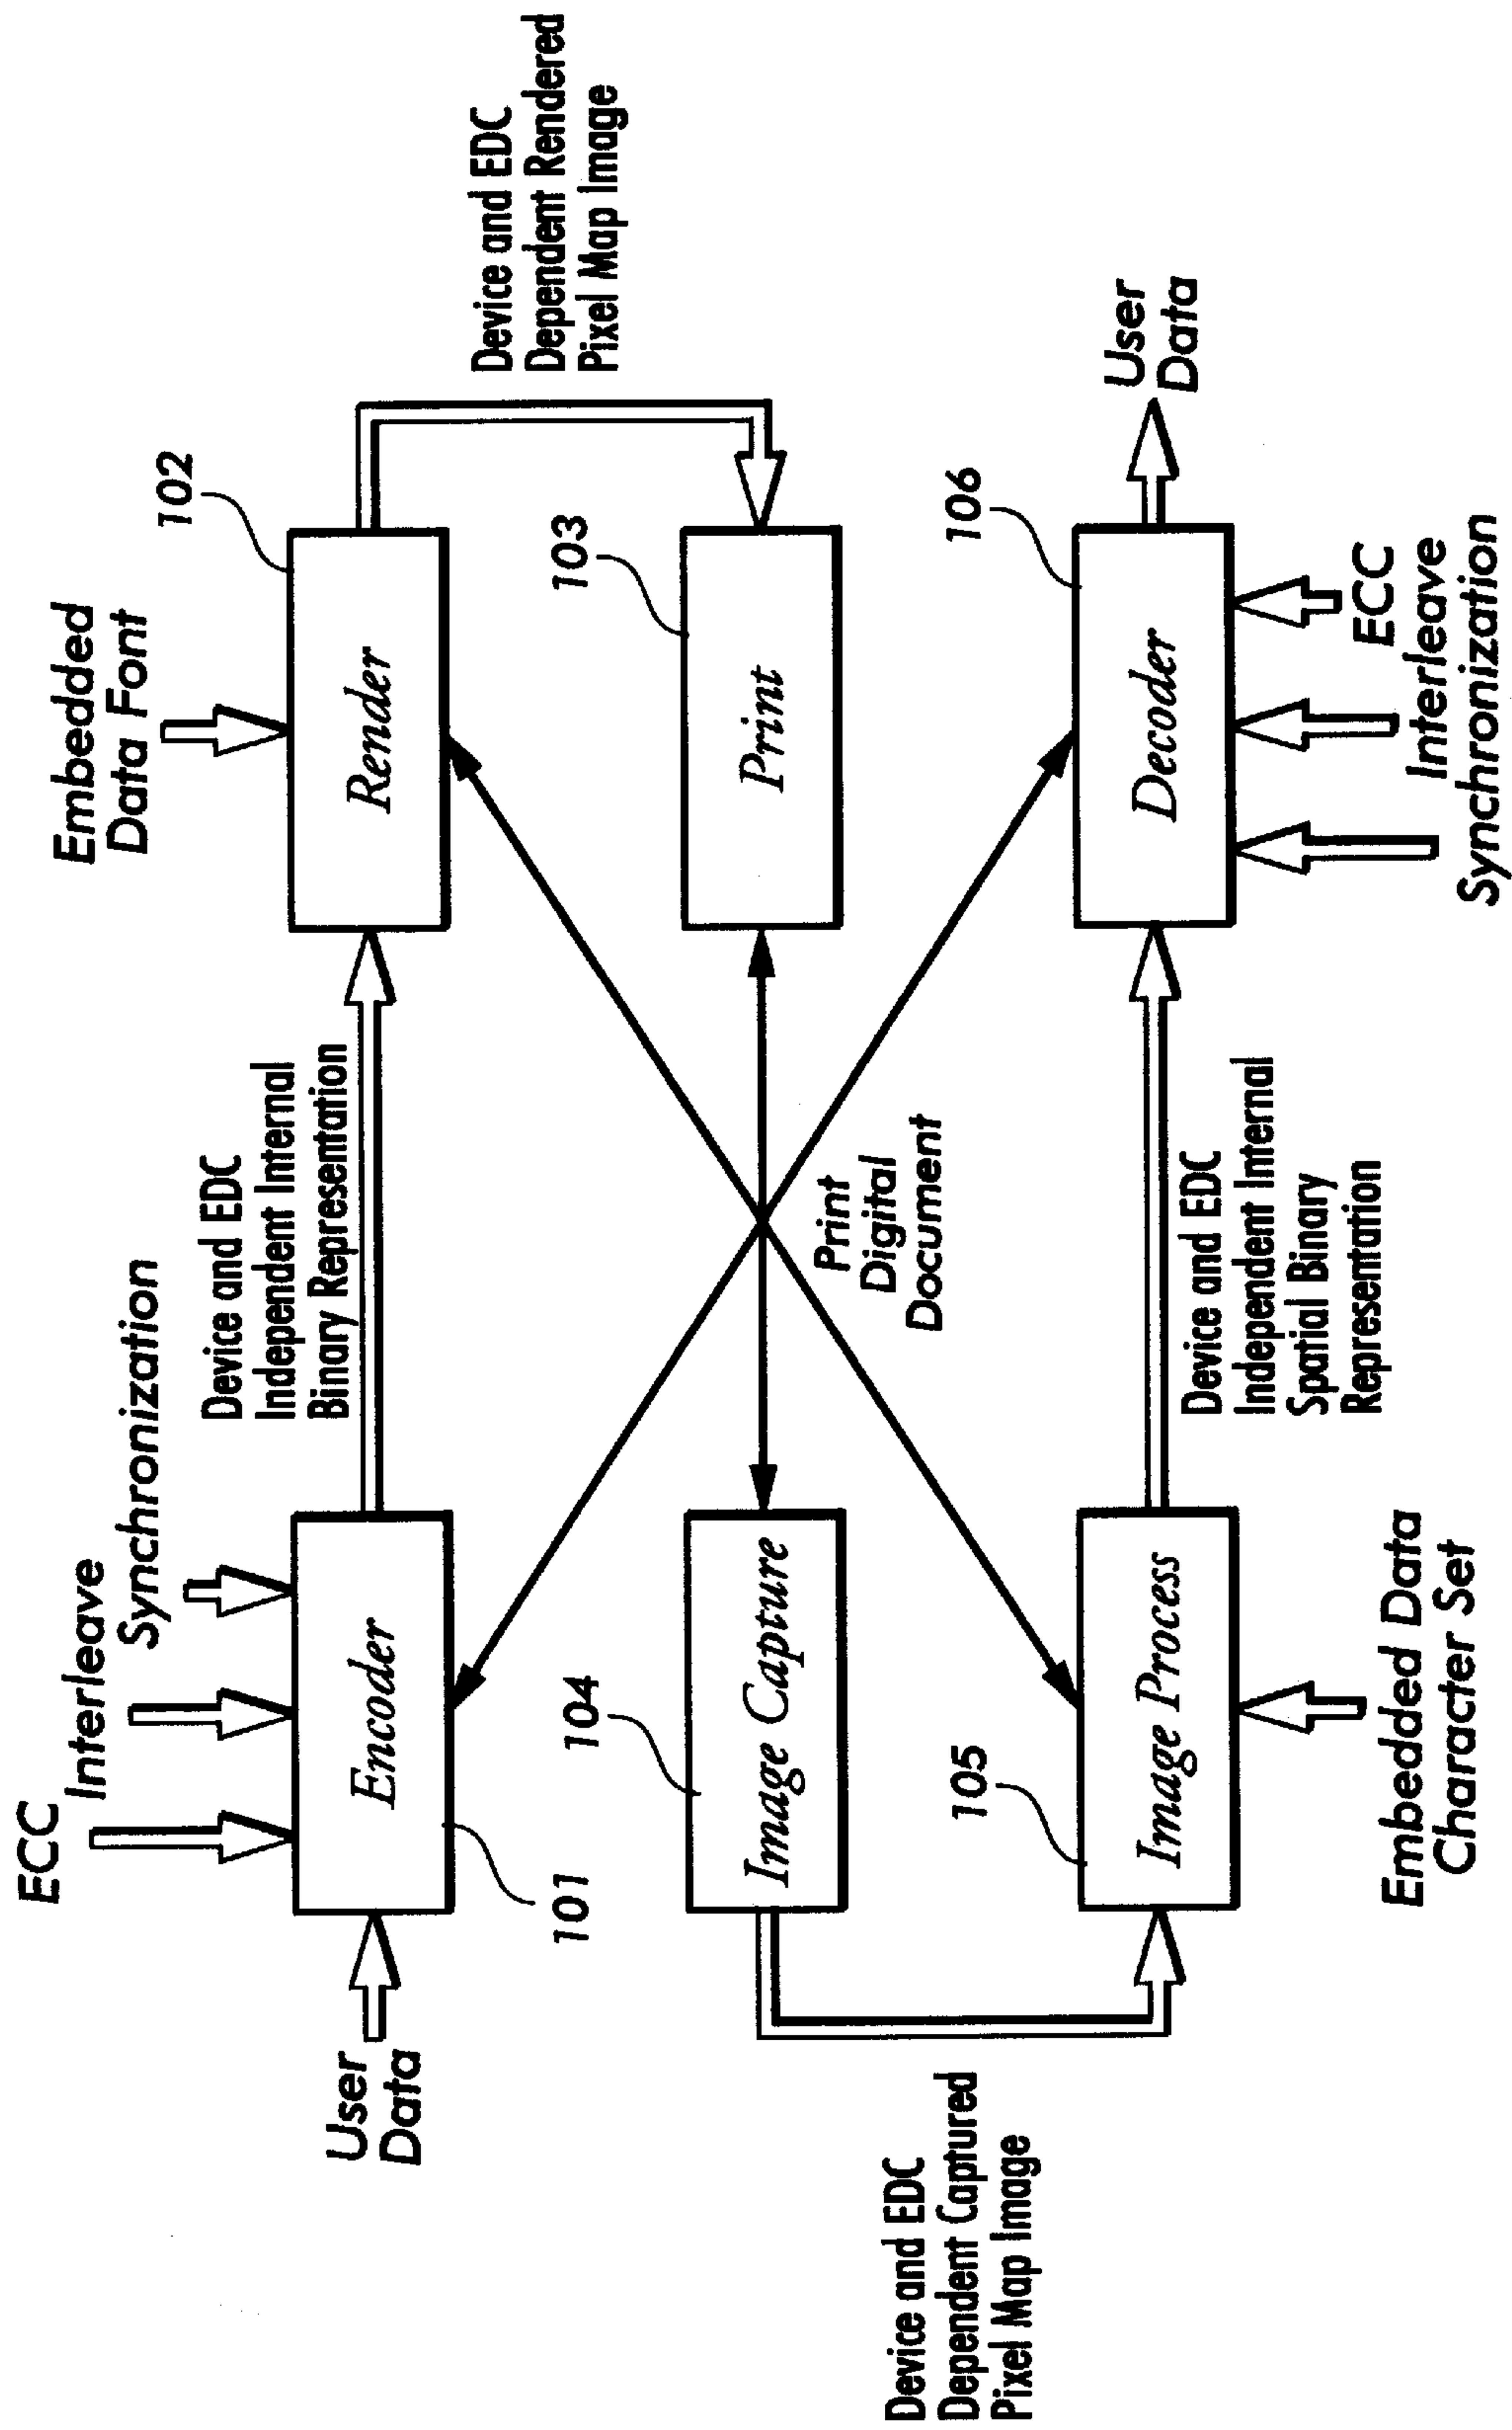 ECC
Interleave
Synchronization
Embedded
Data Font
102
User
Data
Encoder
101
Device and EDC
Independent Internal
Binary Representation
Render
Device and EDC
Dependent Rendered
Pixel Map Image
104
Image Capture
Print
Digital
Document
103
Print
Device and EDC
Dependent Captured
Pixel Map Image
105
Image Process
Embedded Data
Character Set
Device and EDC
Independent Internal
Spatial Binary
Representation
106
Decoder
User
Data
ECC
Interleave
Synchronization